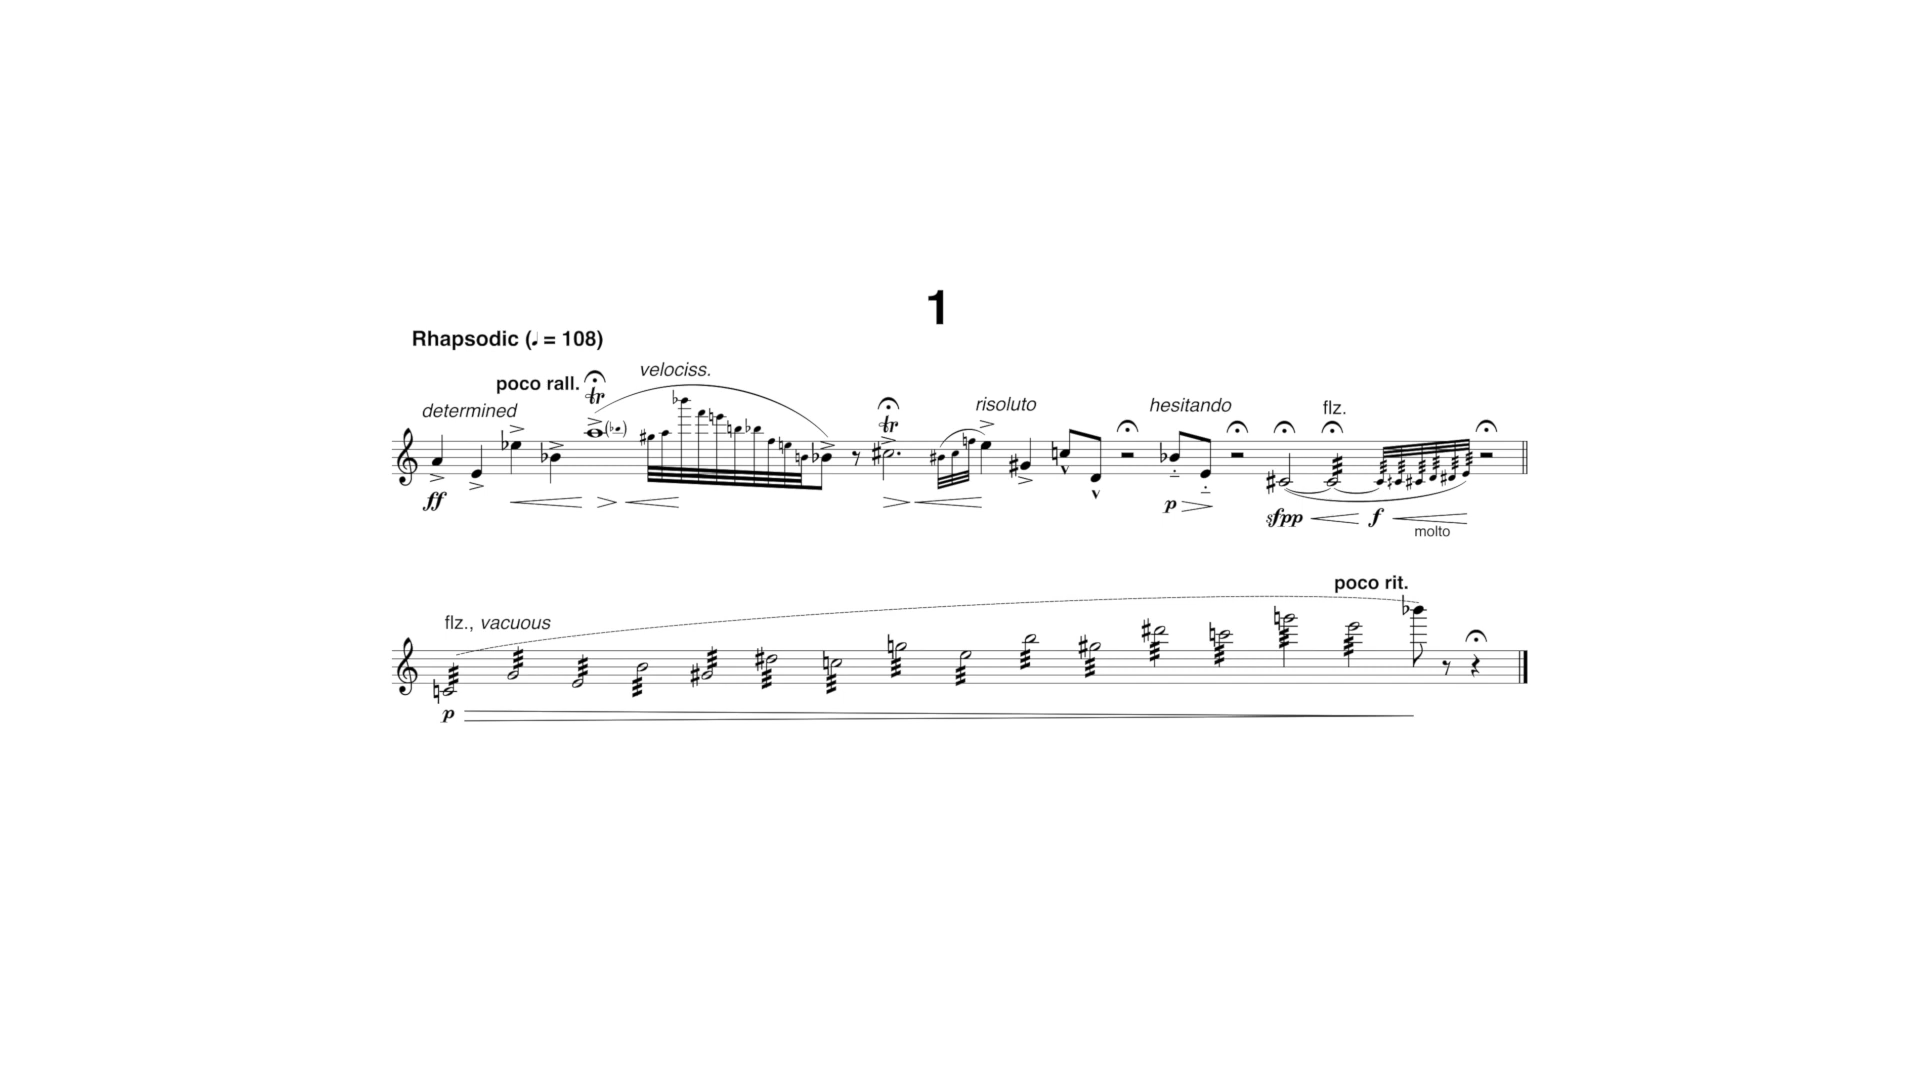 1
Rhapsodic (♩ = 108)
velociss.
poco rall.
determined
tr
tr
risoluto
hesitando
flz.
ff
p
sfpp
f
molto
poco rit.
flz., vacuous
p